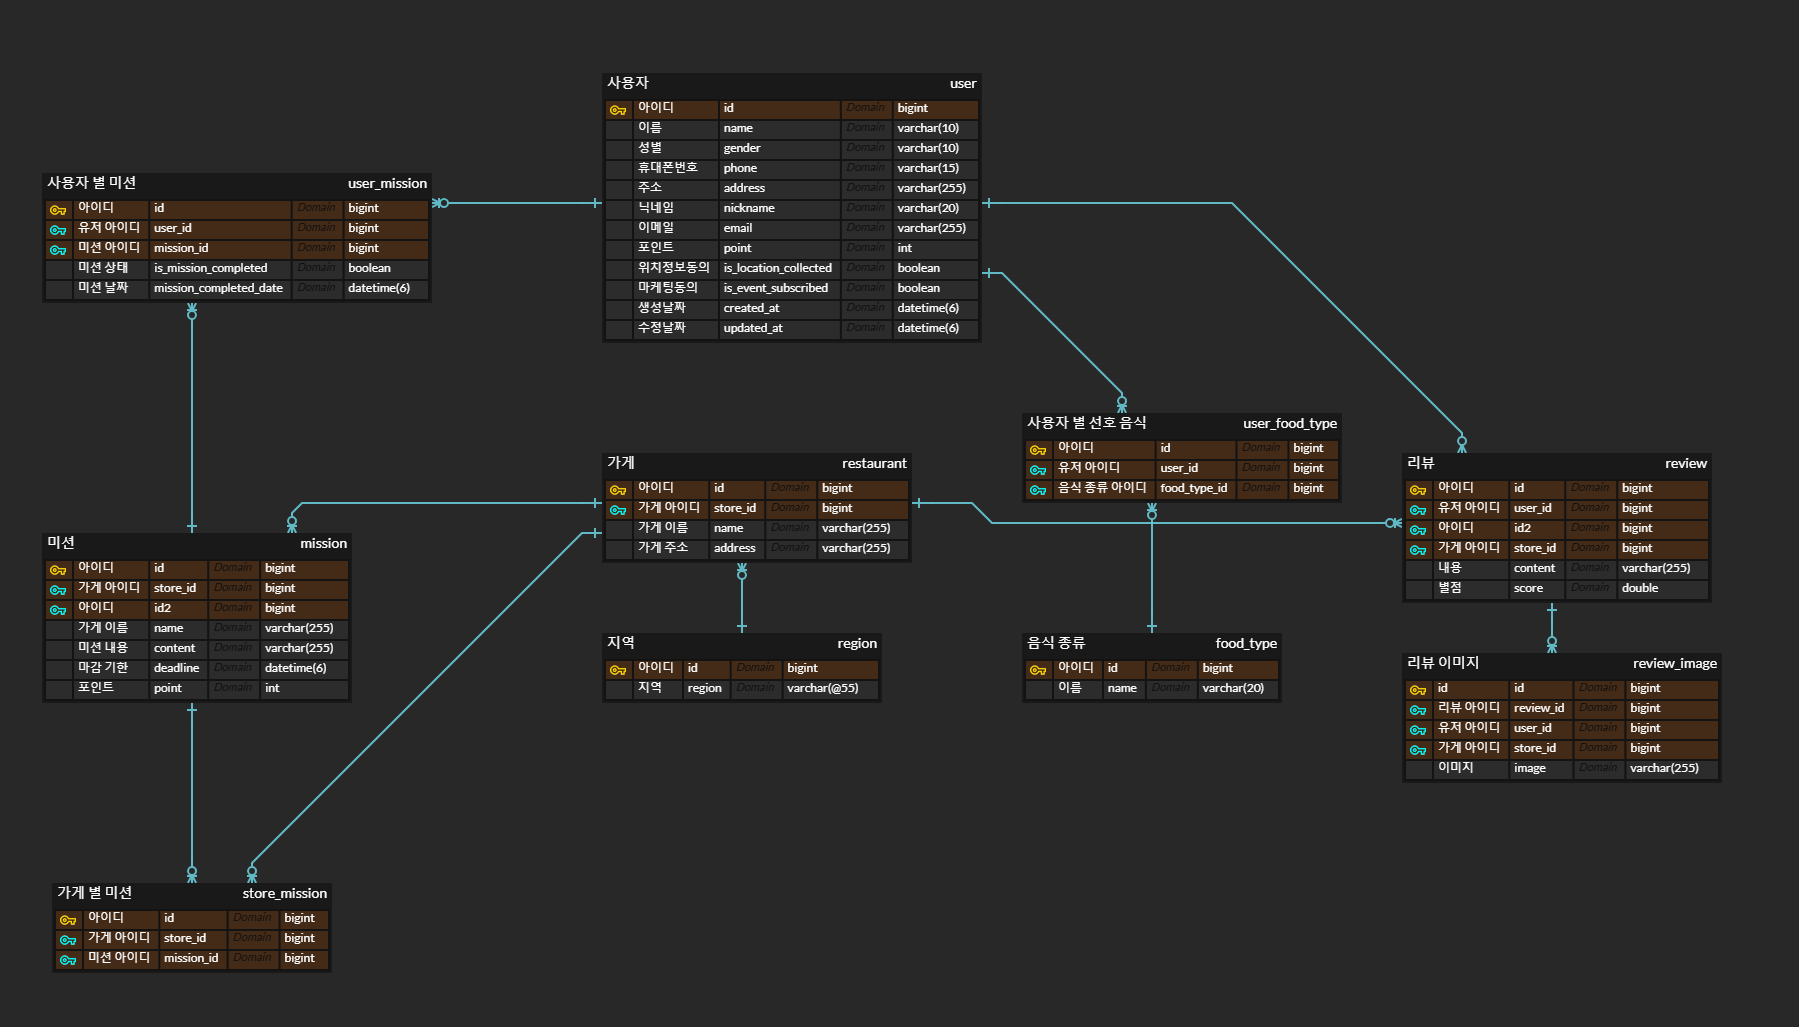 사용자 user
아이디 id Domain bigint
이름 name Domain varchar(10)
성별 gender Domain varchar(10)
휴대폰번호 phone Domain varchar(15)
주소 address Domain varchar(255)
닉네임 nickname Domain varchar(20)
이메일 email Domain varchar(255)
포인트 point Domain int
위치정보동의 is_location_collected Domain boolean
마케팅동의 is_event_subscribed Domain boolean
생성날짜 created_at Domain datetime(6)
수정날짜 updated_at Domain datetime(6)
사용자 별 미션 user_mission
아이디 id Domain bigint
유저 아이디 user_id Domain bigint
미션 아이디 mission_id Domain bigint
미션 상태 is_mission_completed Domain boolean
미션 날짜 mission_completed_date Domain datetime(6)
사용자 별 선호 음식 user_food_type
아이디 id Domain bigint
유저 아이디 user_id Domain bigint
음식 종류 아이디 food_type_id Domain bigint
가게 restaurant
아이디 id Domain bigint
가게 아이디 store_id Domain bigint
가게 이름 name Domain varchar(255)
가게 주소 address Domain varchar(255)
리뷰 review
아이디 id Domain bigint
유저 아이디 user_id Domain bigint
아이디 id2 Domain bigint
가게 아이디 store_id Domain bigint
내용 content Domain varchar(255)
별점 score Domain double
미션 mission
아이디 id Domain bigint
가게 아이디 store_id Domain bigint
아이디 id2 Domain bigint
가게 이름 name Domain varchar(255)
미션 내용 content Domain varchar(255)
마감 기한 deadline Domain datetime(6)
포인트 point Domain int
지역 region
아이디 id Domain bigint
지역 region Domain varchar(@55)
음식 종류 food_type
아이디 id Domain bigint
이름 name Domain varchar(20)
리뷰 이미지 review_image
id id Domain bigint
리뷰 아이디 review_id Domain bigint
유저 아이디 user_id Domain bigint
가게 아이디 store_id Domain bigint
이미지 image Domain varchar(255)
가게 별 미션 store_mission
아이디 id Domain bigint
가게 아이디 store_id Domain bigint
미션 아이디 mission_id Domain bigint